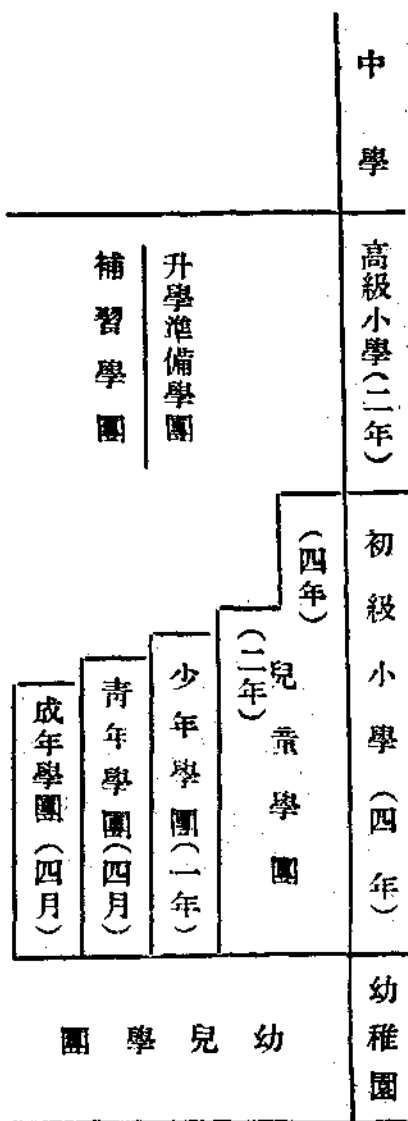 中學
高級小學(二年)
初級小學(四年)
幼稚園
升學準備學團
補習學團
(四年)
兒童學團
(二年)
少年學團(一年)
青年學團(四月)
成年學團(四月)
幼兒學團